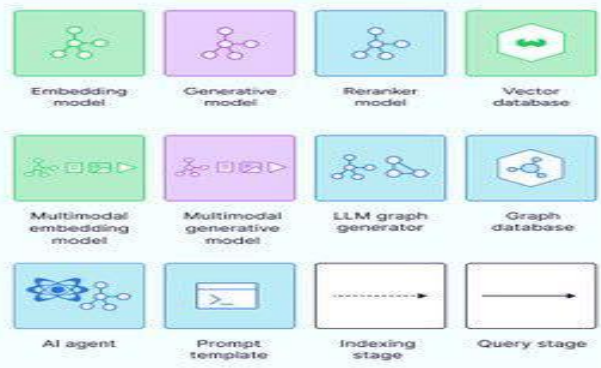 Embedding model
Generative model
Reranker model
Vector database
Multimodal embedding model
Multimodal generative model
LLM graph generator
Graph database
AI agent
Prompt template
Indexing stage
Query stage